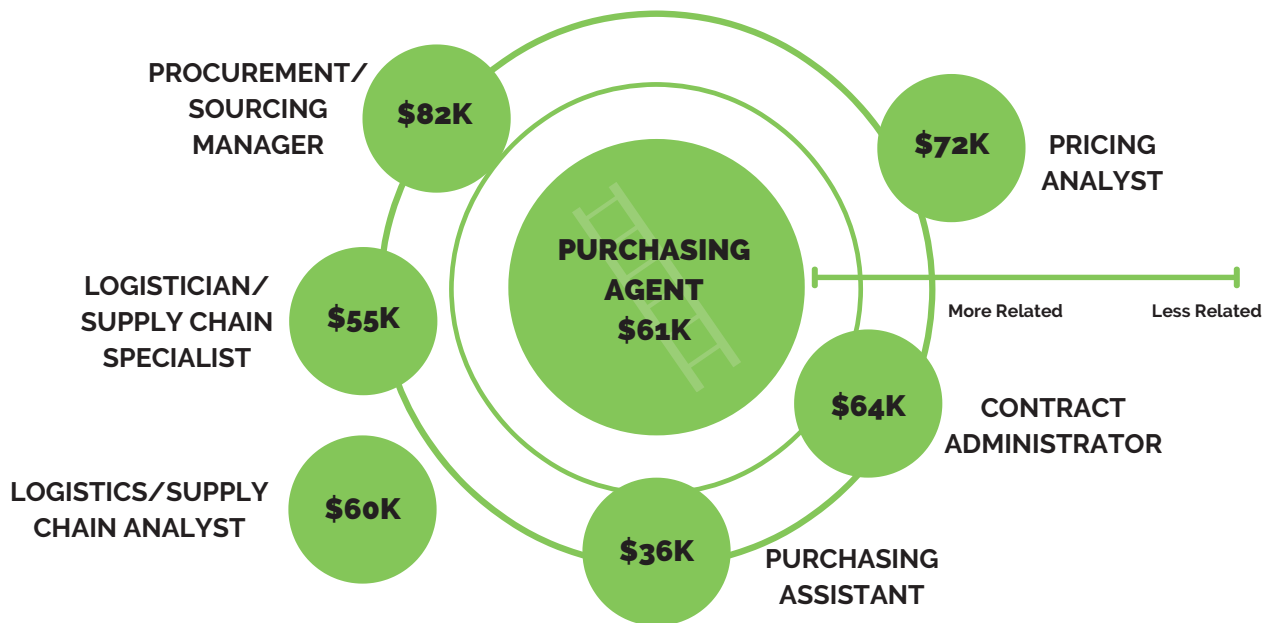 PROCUREMENT/
SOURCING
MANAGER
$82K
$72K
PRICING
ANALYST
PURCHASING
AGENT
$61K
LOGISTICIAN/
SUPPLY CHAIN
SPECIALIST
$55K
More Related
Less Related
$64K
CONTRACT
ADMINISTRATOR
LOGISTICS/SUPPLY
CHAIN ANALYST
$60K
$36K
PURCHASING
ASSISTANT